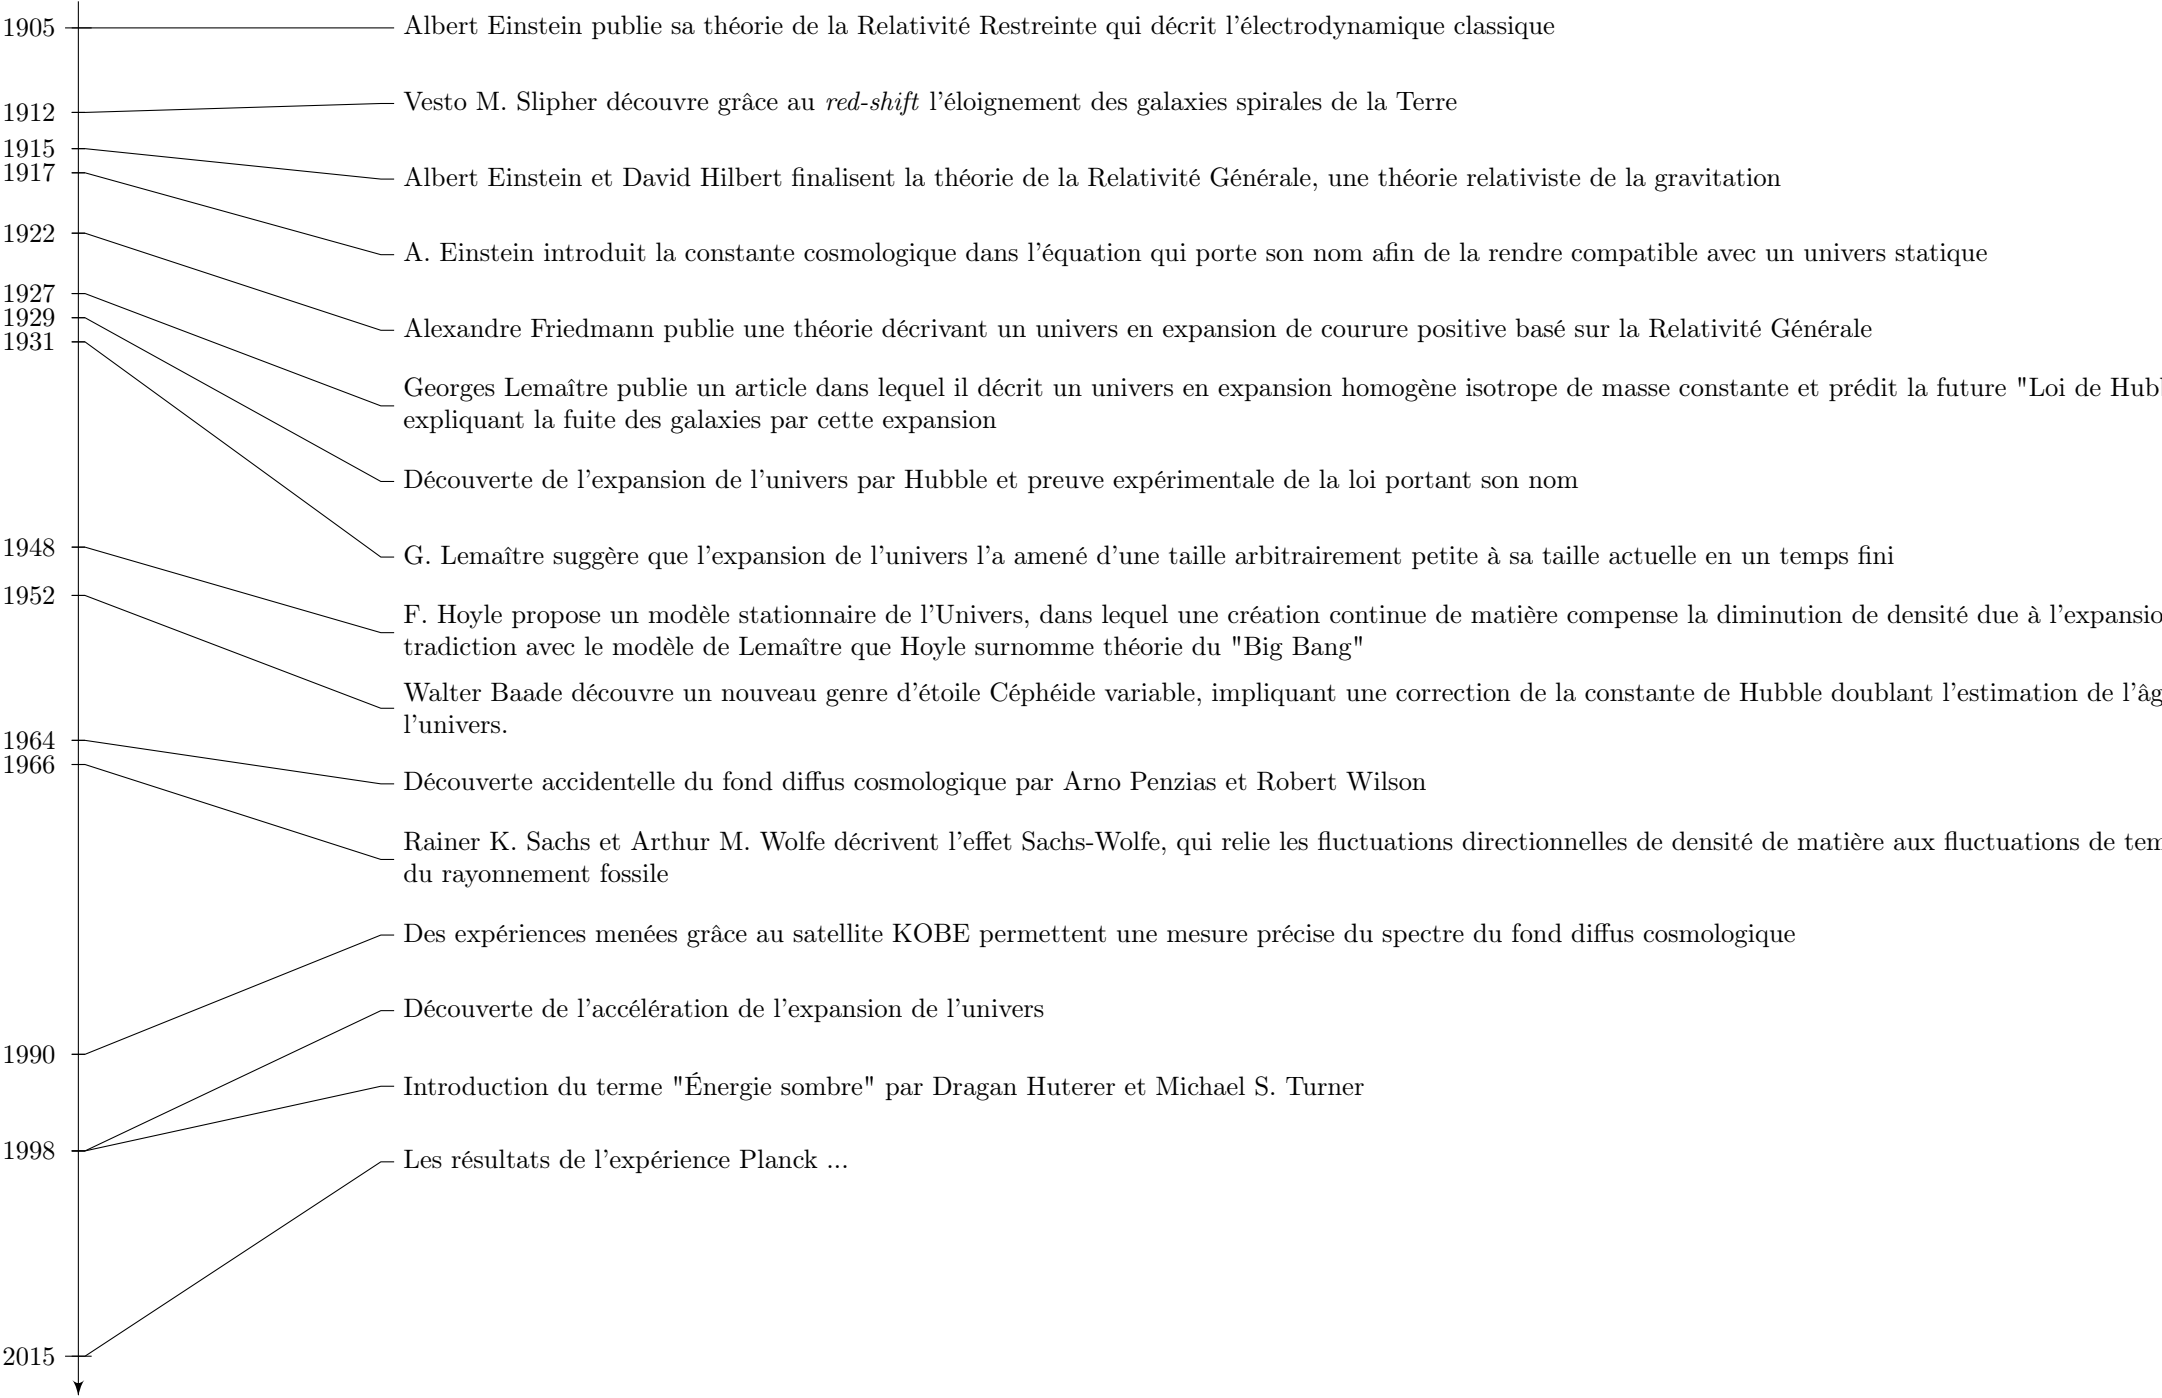 1905 Albert Einstein publie sa théorie de la Relativité Restreinte qui décrit l'électrodynamique classique
1912 Vesto M. Slipher découvre grâce au red-shift l'éloignement des galaxies spirales de la Terre
1915 Albert Einstein et David Hilbert finalisent la théorie de la Relativité Générale, une théorie relativiste de la gravitation
1917 A. Einstein introduit la constante cosmologique dans l'équation qui porte son nom afin de la rendre compatible avec un univers statique
1922 Alexandre Friedmann publie une théorie décrivant un univers en expansion de courure positive basé sur la Relativité Générale
1927 Georges Lemaître publie un article dans lequel il décrit un univers en expansion homogène isotrope de masse constante et prédit la future "Loi de
expliquant la fuite des galaxies par cette expansion
1929 Découverte de l'expansion de l'univers par Hubble et preuve expérimentale de la loi portant son nom
1931 G. Lemaître suggère que l'expansion de l'univers l'a amené d'une taille arbitrairement petite à sa taille actuelle en un temps fini
1948 F. Hoyle propose un modèle stationnaire de l'Univers, dans lequel une création continue de matière compense la diminution de densité due à
tradiction avec le modèle de Lemaître que Hoyle surnomme théorie du "Big Bang"
1952 Walter Baade découvre un nouveau genre d'étoile Céphéide variable, impliquant une correction de la constante de Hubble doublant l'estimation de
l'univers.
1964 Découverte accidentelle du fond diffus cosmologique par Arno Penzias et Robert Wilson
1966 Rainer K. Sachs et Arthur M. Wolfe décrivent l'effet Sachs-Wolfe, qui relie les fluctuations directionnelles de densité de matière aux fluctuations de
du rayonnement fossile
1990 Des expériences menées grâce au satellite KOBE permettent une mesure précise du spectre du fond diffus cosmologique
1998 Découverte de l'accélération de l'expansion de l'univers
Introduction du terme "Énergie sombre" par Dragan Huterer et Michael S. Turner
2015 Les résultats de l'expérience Planck ...